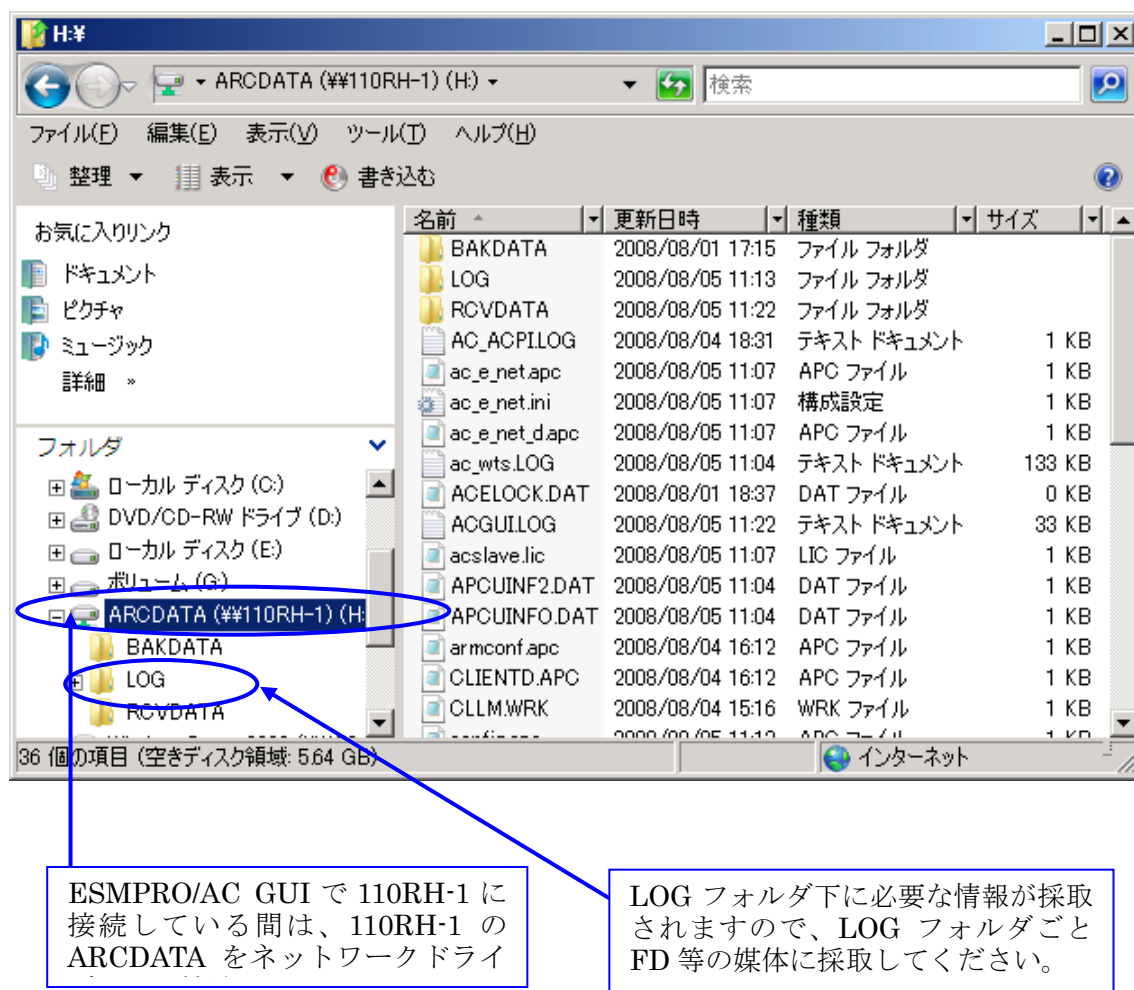 H:¥
ARCDATA (¥¥110RH-1) (H:)
検索
ファイル(F) 編集(E) 表示(V) ツール(T) ヘルプ(H)
整理 表示 書き込む
お気に入りリンク
ドキュメント
ピクチャ
ミュージック
詳細 »
フォルダ
ローカル ディスク (C:)
DVD/CD-RW ドライブ (D:)
ローカル ディスク (E:)
ボリューム (G:)
ARCDATA (¥¥110RH-1) (H:
BAKDATA
LOG
RCVDATA
名前 更新日時 種類 サイズ
BAKDATA 2008/08/01 17:15 ファイル フォルダ
LOG 2008/08/05 11:13 ファイル フォルダ
RCVDATA 2008/08/05 11:22 ファイル フォルダ
AC_ACPI.LOG 2008/08/04 18:31 テキスト ドキュメント 1 KB
ac_e_net.apc 2008/08/05 11:07 APC ファイル 1 KB
ac_e_net.ini 2008/08/05 11:07 構成設定 1 KB
ac_e_net_d.apc 2008/08/05 11:07 APC ファイル 1 KB
ac_wts.LOG 2008/08/05 11:04 テキスト ドキュメント 133 KB
ACELOCK.DAT 2008/08/01 18:37 DAT ファイル 0 KB
ACGUI.LOG 2008/08/05 11:22 テキスト ドキュメント 33 KB
acslave.lic 2008/08/05 11:07 LIC ファイル 1 KB
APCUINF2.DAT 2008/08/05 11:04 DAT ファイル 1 KB
APCUINFO.DAT 2008/08/05 11:04 DAT ファイル 1 KB
armconf.apc 2008/08/04 16:12 APC ファイル 1 KB
CLIENTD.APC 2008/08/04 16:12 APC ファイル 1 KB
CLLM.WRK 2008/08/04 15:16 WRK ファイル 1 KB
36 個の項目 (空きディスク領域: 5.64 GB)
インターネット
ESMPRO/AC GUI で 110RH-1 に
接続している間は、110RH-1 の
ARCDATA をネットワークドライ
LOG フォルダ下に必要な情報が採取
されますので、LOG フォルダごと
FD 等の媒体に採取してください。